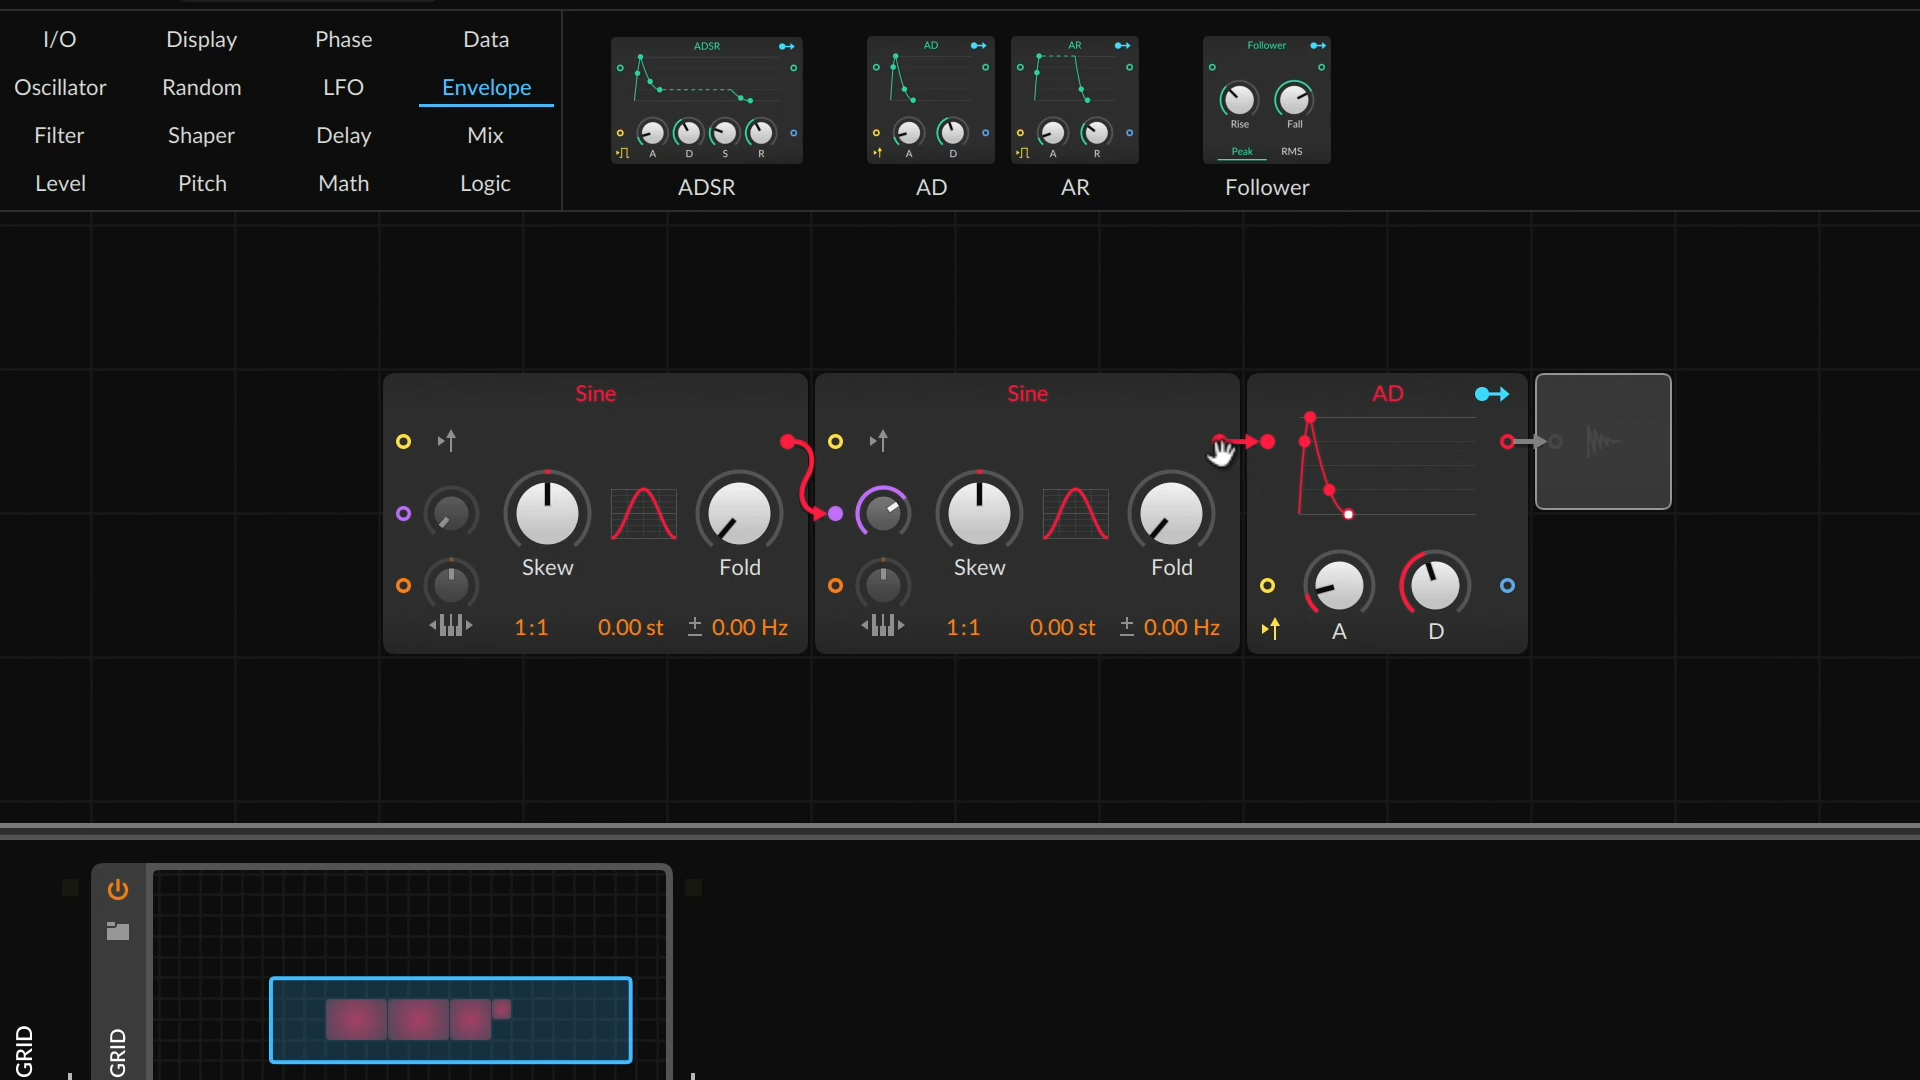 I/O Display Phase Data
Oscillator Random LFO Envelope
Filter Shaper Delay Mix
Level Pitch Math Logic
ADSR
A D S R
ADSR
AD
A D
AD
AR
A R
AR
Follower
Rise Fall
Peak RMS
Follower
Sine
Skew Fold
1:1 0.00 st ± 0.00 Hz
Sine
Skew Fold
1:1 0.00 st ± 0.00 Hz
AD
A D
GRID
GRID